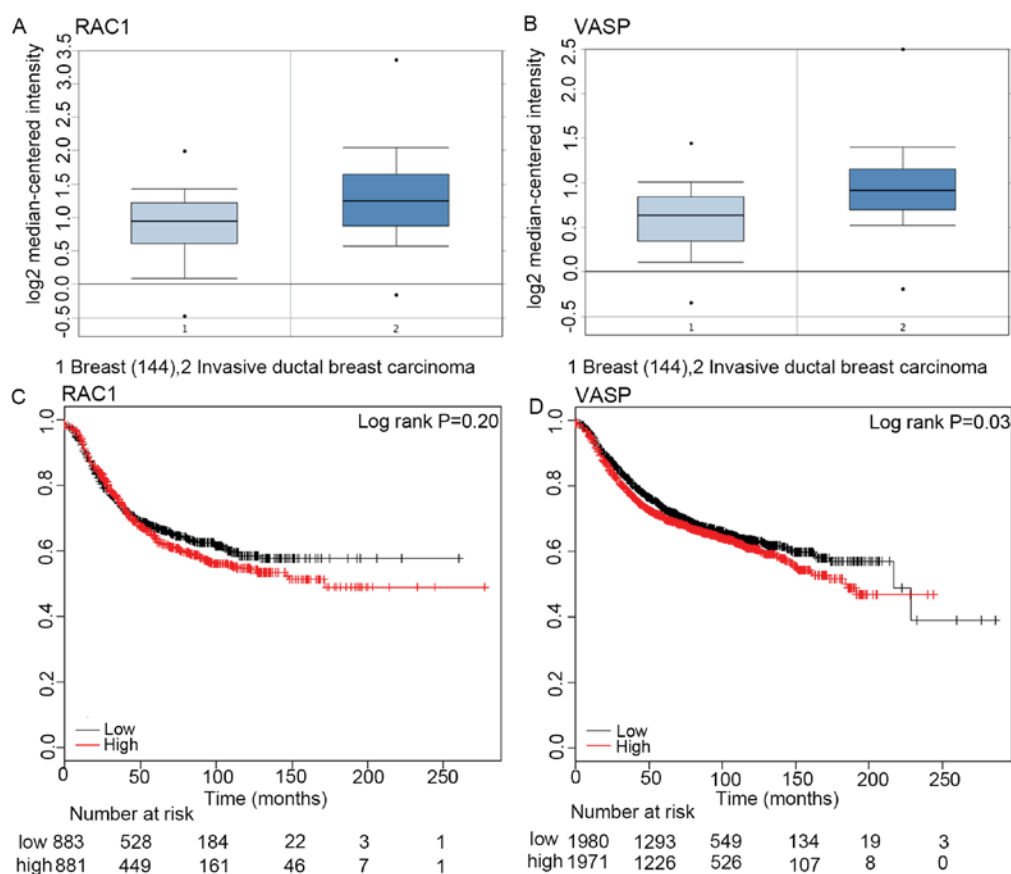 A RAC1
log2 median-centered intensity
3.5
3.0
2.5
2.0
1.5
1.0
0.5
0.0
-0.5
1 2
1 Breast (144),2 Invasive ductal breast carcinoma
B VASP
log2 median-centered intensity
2.5
1.5
1.0
0.5
0.0
-0.5
1 2
1 Breast (144),2 Invasive ductal breast carcinoma
C RAC1
Log rank P=0.20
1.0
0.8
0.6
0.4
0.2
0.0
Low
High
0 50 100 150 200 250
Time (months)
Number at risk
low 883 528 184 22 3 1
high 881 449 161 46 7 1
D VASP
Log rank P=0.03
1.0
0.8
0.6
0.4
0.2
0.0
Low
High
0 50 100 150 200 250
Time (months)
Number at risk
low 1980 1293 549 134 19 3
high 1971 1226 526 107 8 0